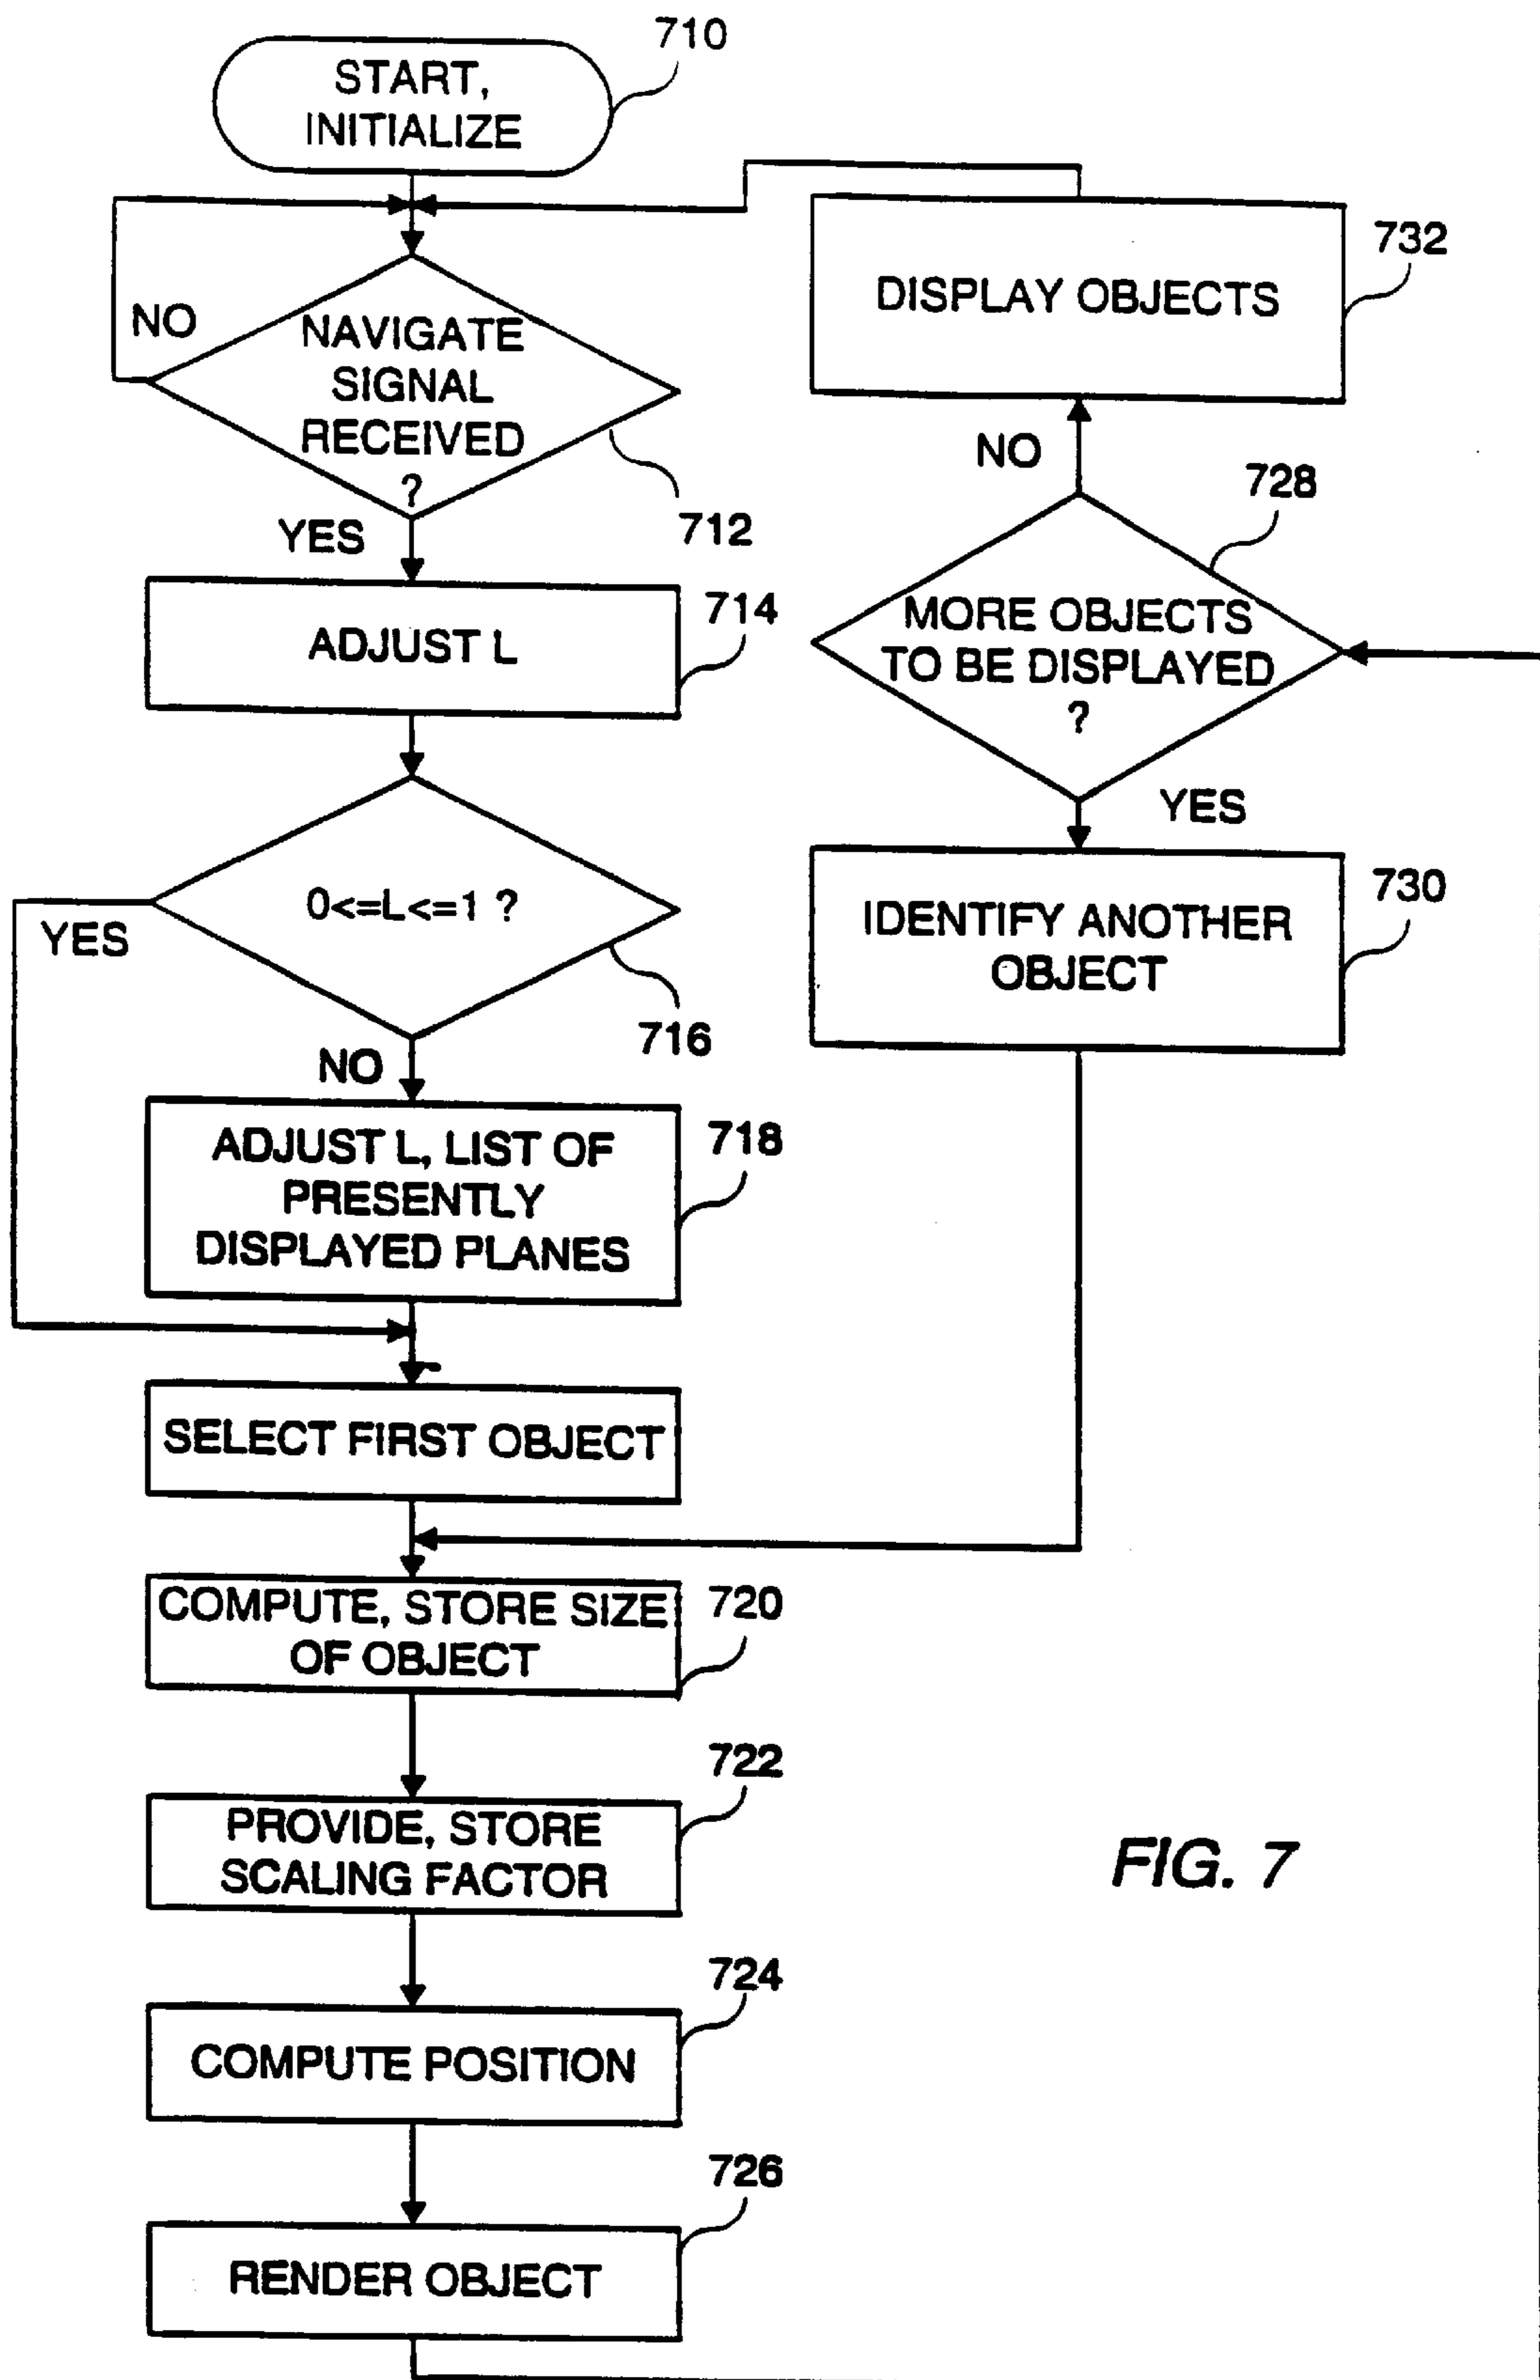 710
START,
INITIALIZE
NO
NAVIGATE
SIGNAL
RECEIVED
?
712
YES
ADJUST L
714
0<=L<=1 ?
YES
716
NO
ADJUST L, LIST OF
PRESENTLY
DISPLAYED PLANES
718
SELECT FIRST OBJECT
COMPUTE, STORE SIZE
OF OBJECT
720
PROVIDE, STORE
SCALING FACTOR
722
COMPUTE POSITION
724
RENDER OBJECT
726
DISPLAY OBJECTS
732
NO
728
MORE OBJECTS
TO BE DISPLAYED
?
YES
IDENTIFY ANOTHER
OBJECT
730
FIG. 7